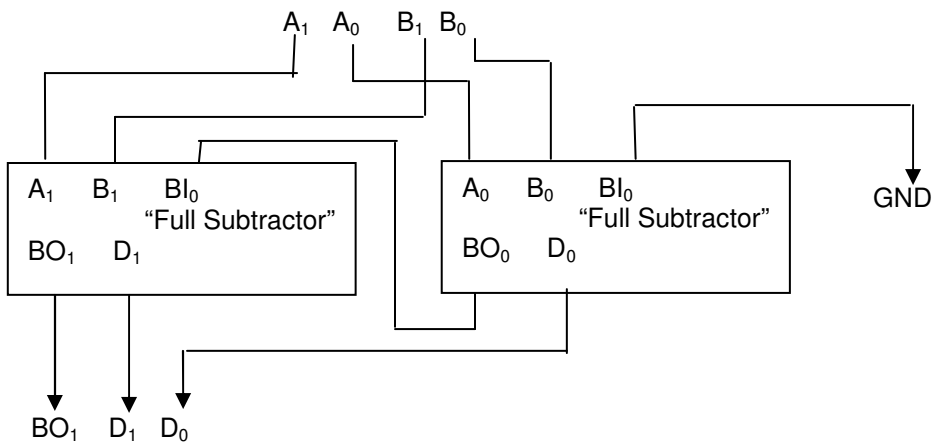 A₁ A₀ B₁ B₀
A₁ B₁ BI₀
“Full Subtractor”
BO₁ D₁
A₀ B₀ BI₀
“Full Subtractor”
BO₀ D₀
GND
BO₁ D₁ D₀